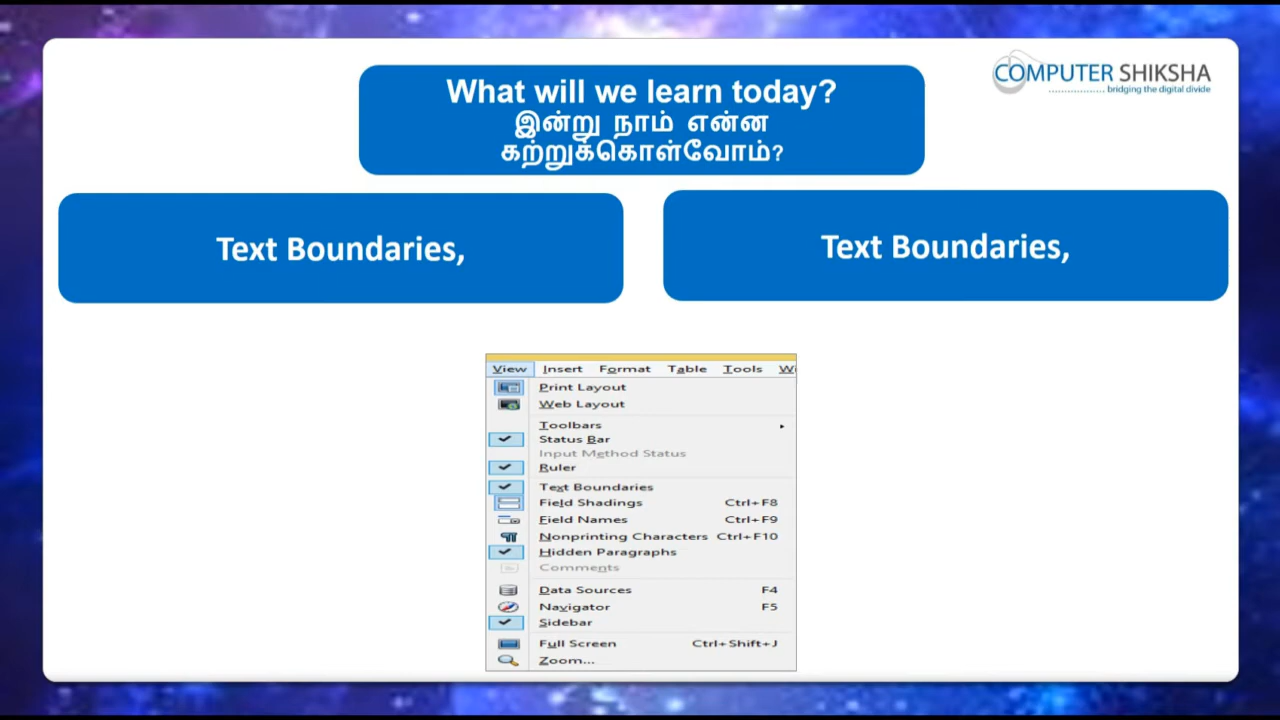 COMPUTER SHIKSHA
bridging the digital divide
What will we learn today?
இன்று நாம் என்ன
கற்றுக்கொள்வோம்?
Text Boundaries,
Text Boundaries,
View Insert Format Table Tools Wi
Print Layout
Web Layout
Toolbars
Status Bar
Input Method Status
Ruler
Text Boundaries
Field Shadings Ctrl+F8
Field Names Ctrl+F9
Nonprinting Characters Ctrl+F10
Hidden Paragraphs
Comments
Data Sources F4
Navigator F5
Sidebar
Full Screen Ctrl+Shift+J
Zoom...